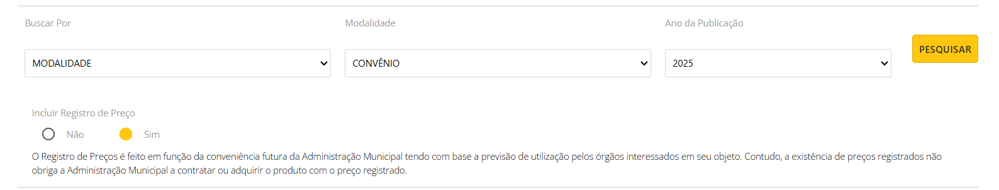 Buscar Por
Modalidade
Ano da Publicação
MODALIDADE
CONVÊNIO
2025
PESQUISAR
Incluir Registro de Preço
Não
Sim
O Registro de Preços é feito em função da conveniência futura da Administração Municipal tendo com base a previsão de utilização pelos órgãos interessados em seu objeto. Contudo, a existência de preços registrados não
obriga a Administração Municipal a contratar ou adquirir o produto com o preço registrado.